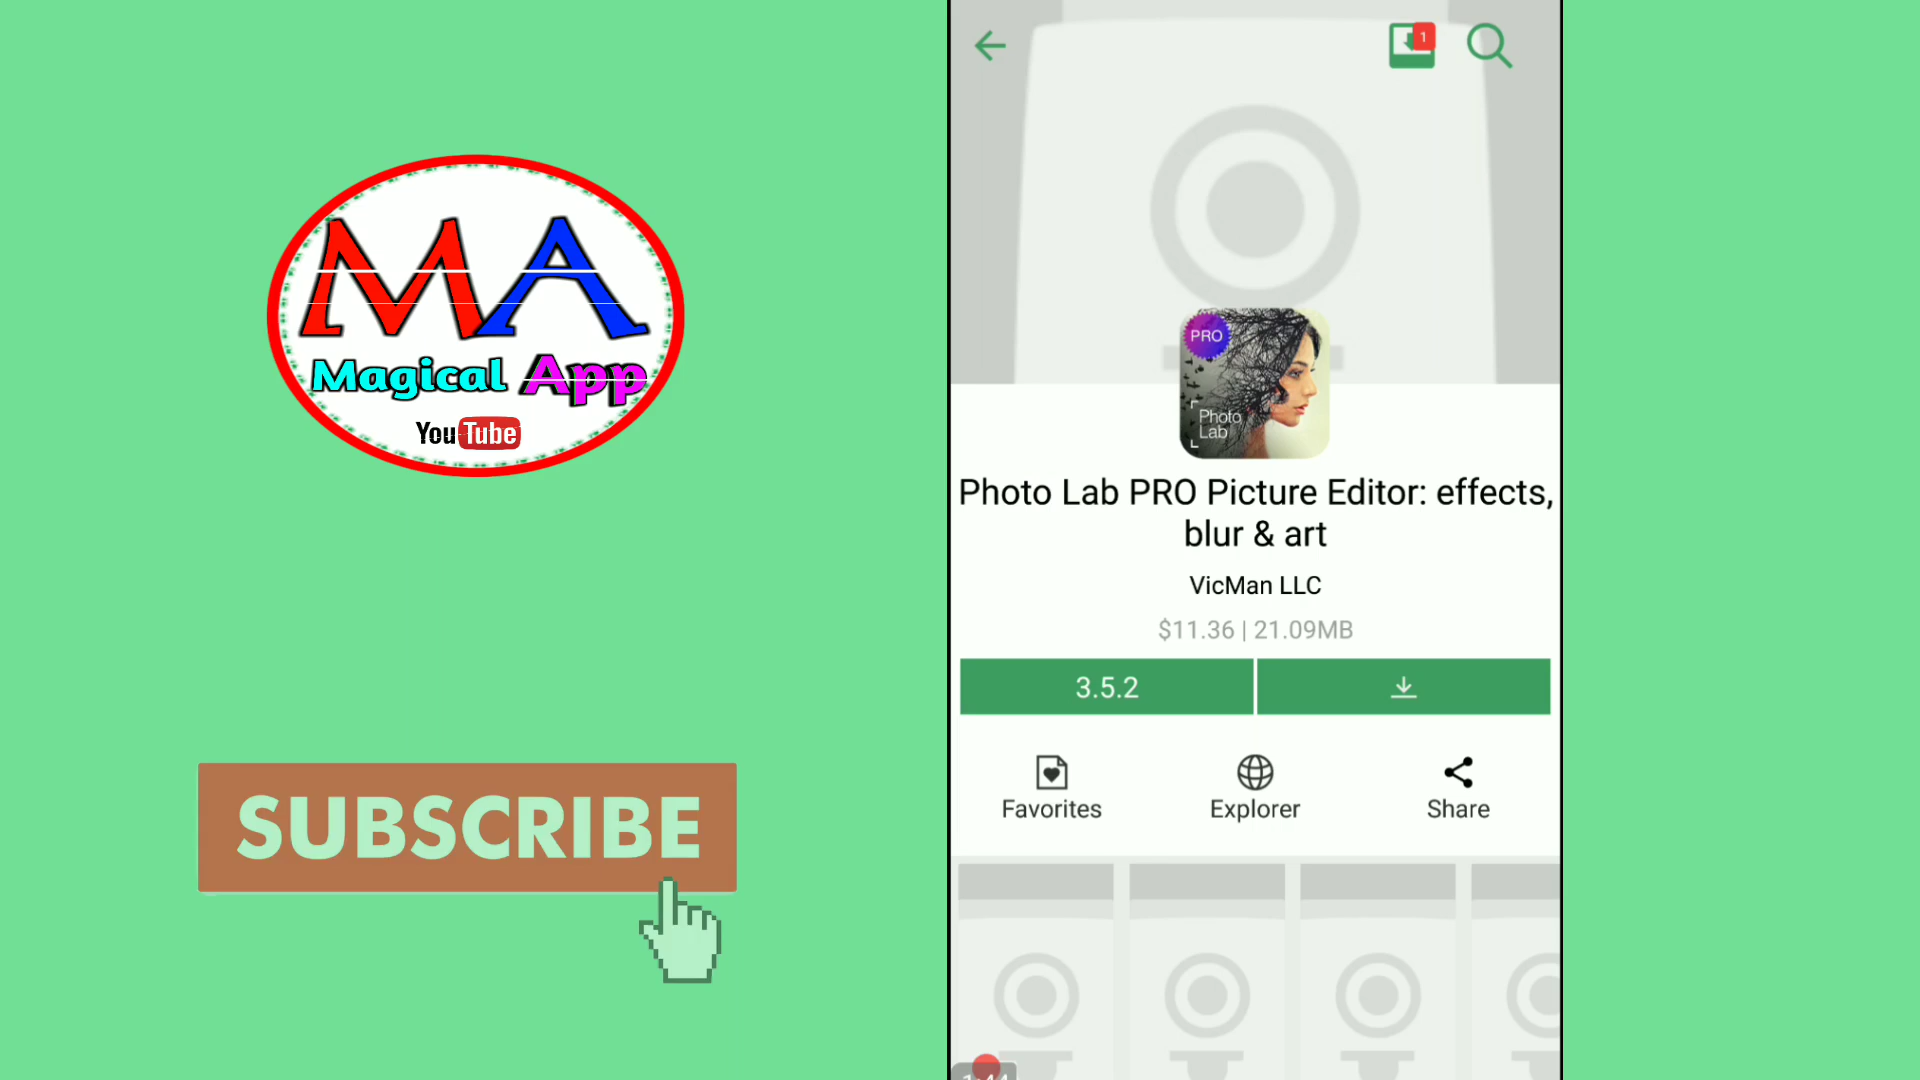 MA
Magical App
YouTube
SUBSCRIBE
1
PRO
Photo
Lab
Photo Lab PRO Picture Editor: effects,
blur & art
VicMan LLC
$11.36 | 21.09MB
3.5.2
Favorites
Explorer
Share